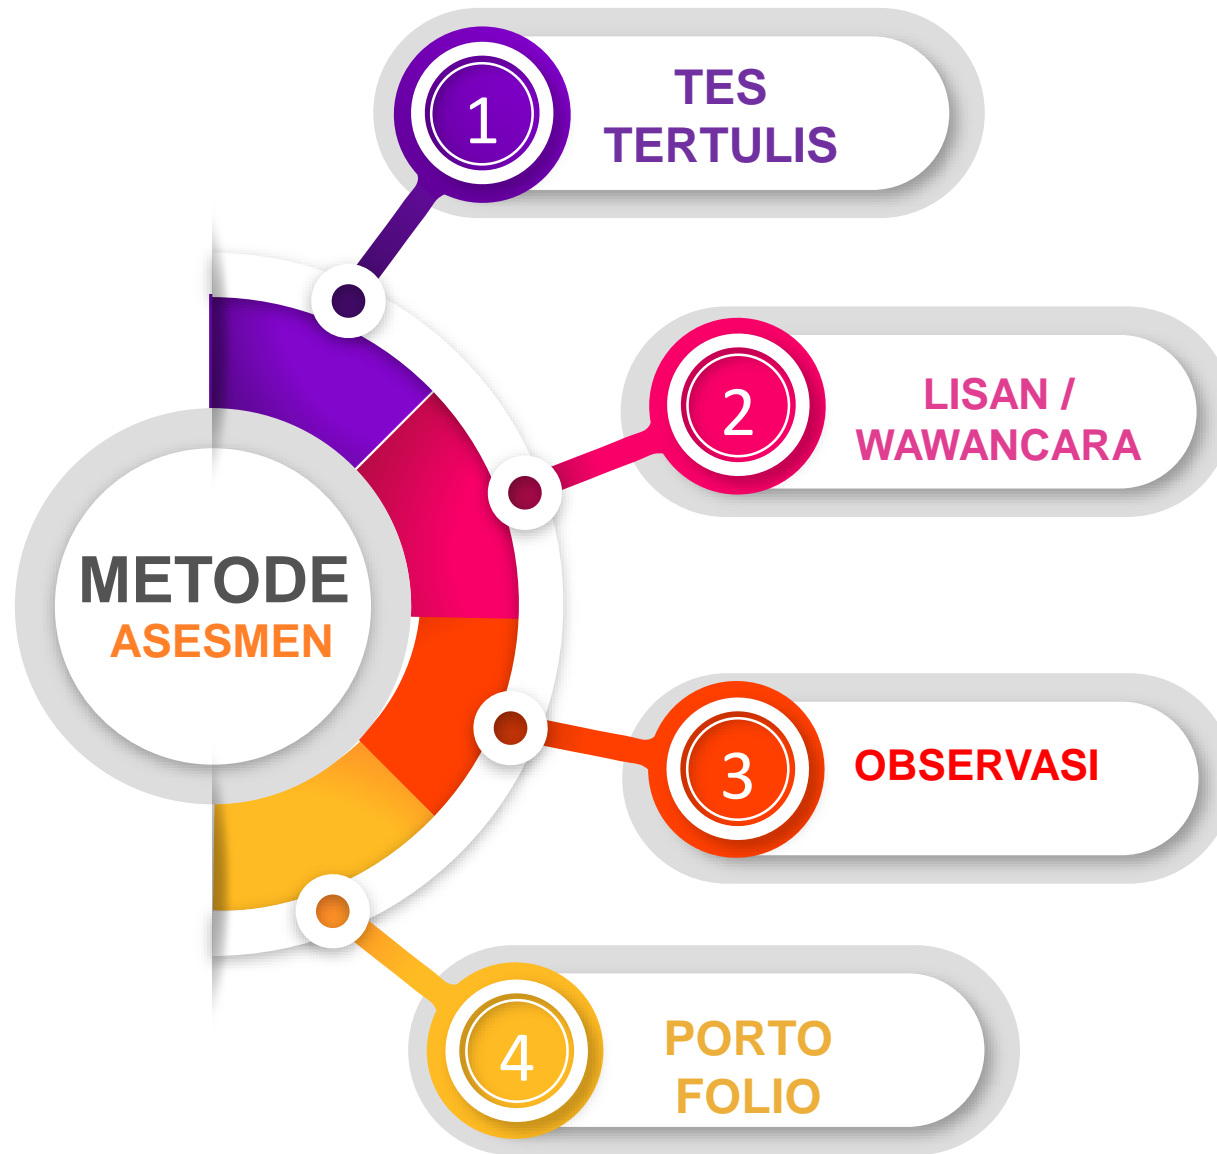 METODE
ASESMEN
1
TES
TERTULIS
2
LISAN /
WAWANCARA
3
OBSERVASI
4
PORTO
FOLIO